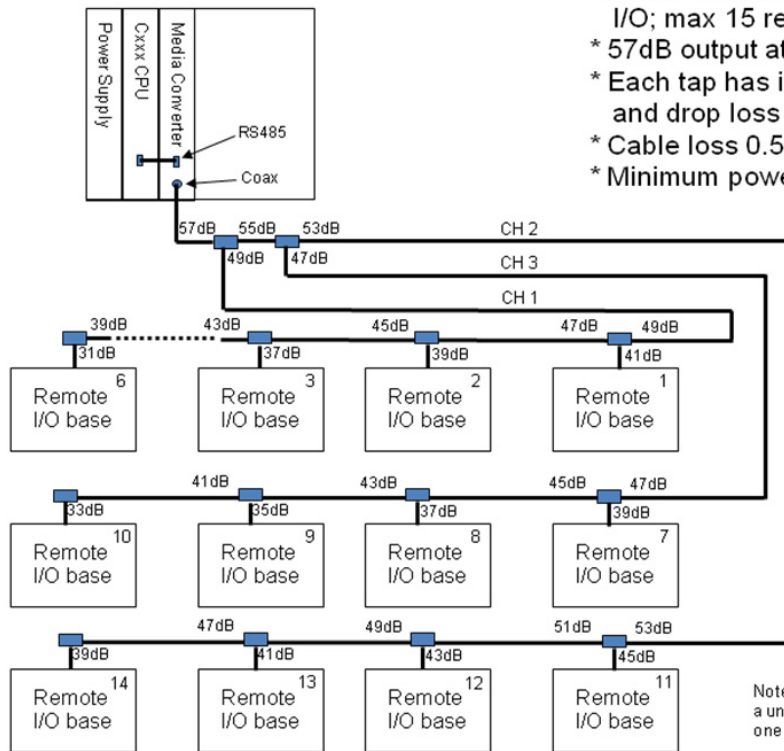 Power Supply
Cxxx CPU
Media Converter
RS485
Coax
I/O; max 15
* 57dB output
* Each tap has
and drop loss
* Cable loss 0.5
* Minimum
57dB 55dB 53dB CH 2
49dB 47dB CH 3
CH 1
39dB 43dB 45dB 47dB 49dB
31dB 37dB 39dB 41dB
Remote 6 Remote 3 Remote 2 Remote 1
I/O base I/O base I/O base I/O base
41dB 43dB 45dB 47dB
33dB 35dB 37dB 39dB
Remote 10 Remote 9 Remote 8 Remote 7
I/O base I/O base I/O base I/O base
47dB 49dB 51dB 53dB
39dB 41dB 43dB 45dB
Remote 14 Remote 13 Remote 12 Remote 11
I/O base I/O base I/O base I/O base
Note
a
one